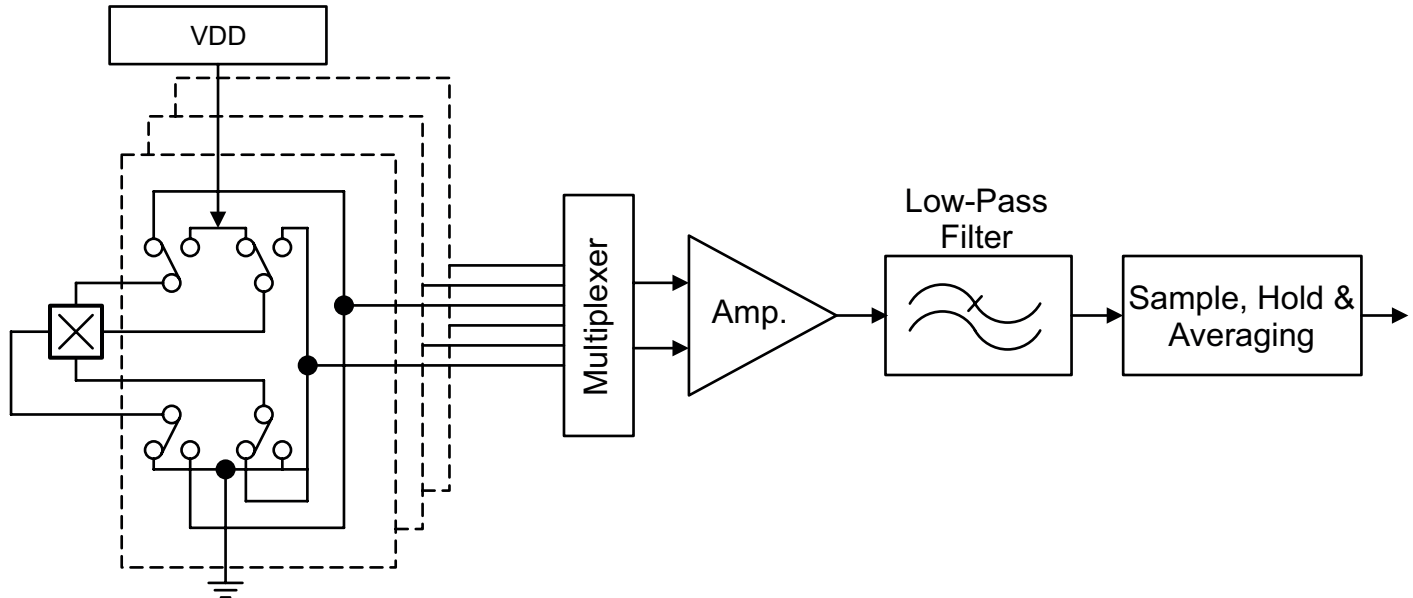 VDD
Multiplexer
Amp.
Low-Pass
Filter
Sample, Hold &
Averaging